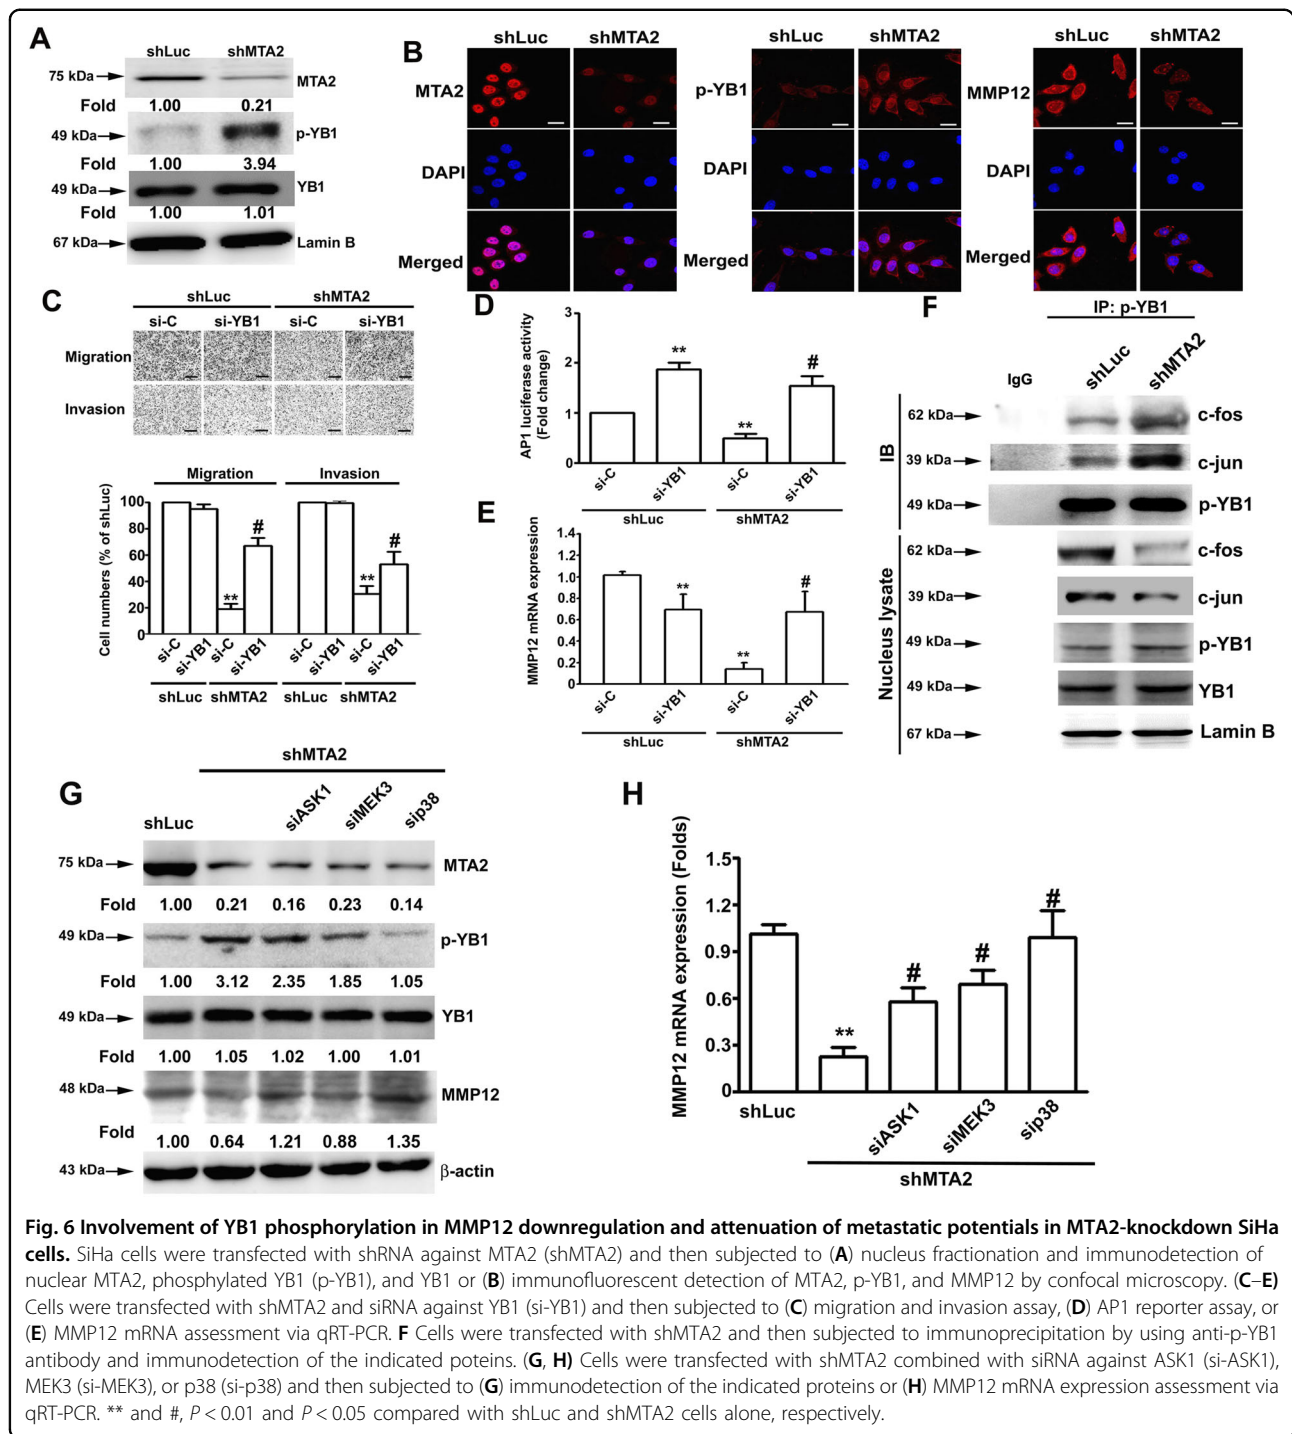 A
shLuc shMTA2
75 kDa MTA2
Fold 1.00 0.21
49 kDa p-YB1
Fold 1.00 3.94
49 kDa YB1
Fold 1.00 1.01
67 kDa Lamin B
B
shLuc shMTA2 shLuc shMTA2 shLuc shMTA2
MTA2 p-YB1 MMP12
DAPI DAPI DAPI
Merged Merged Merged
C
shLuc shMTA2
si-C si-YB1 si-C si-YB1
Migration
Invasion
Migration Invasion
Cell numbers (% of shLuc)
100
80
60
40
20
0
** # ** #
si-C si-YB1 si-C si-YB1 si-C si-YB1 si-C si-YB1
shLuc shMTA2 shLuc shMTA2
D
AP1 luciferase activity
(Fold change)
3
2
1
0
** ** #
si-C si-YB1 si-C si-YB1
shLuc shMTA2
E
MMP12 mRNA expression
1.4
1.2
1.0
0.8
0.6
0.4
0.2
0
** ** #
si-C si-YB1 si-C si-YB1
shLuc shMTA2
F
IP: p-YB1
IgG shLuc shMTA2
IB
62 kDa c-fos
39 kDa c-jun
49 kDa p-YB1
Nucleus lysate
62 kDa c-fos
39 kDa c-jun
49 kDa p-YB1
49 kDa YB1
67 kDa Lamin B
G
shMTA2
shLuc siASK1 siMEK3 sip38
75 kDa MTA2
Fold 1.00 0.21 0.16 0.23 0.14
49 kDa p-YB1
Fold 1.00 3.12 2.35 1.85 1.05
49 kDa YB1
Fold 1.00 1.05 1.02 1.00 1.01
48 kDa MMP12
Fold 1.00 0.64 1.21 0.88 1.35
43 kDa β-actin
H
MMP12 mRNA expression (Folds)
1.5
1.2
0.9
0.6
0.3
0
** # # #
shLuc siASK1 siMEK3 sip38
shMTA2
Fig. 6 Involvement of YB1 phosphorylation in MMP12 downregulation and attenuation of metastatic potentials in MTA2-knockdown SiHa
cells. SiHa cells were transfected with shRNA against MTA2 (shMTA2) and then subjected to (A) nucleus fractionation and immunodetection of
nuclear MTA2, phosphylated YB1 (p-YB1), and YB1 or (B) immunofluorescent detection of MTA2, p-YB1, and MMP12 by confocal microscopy. (C–E)
Cells were transfected with shMTA2 and siRNA against YB1 (si-YB1) and then subjected to (C) migration and invasion assay, (D) AP1 reporter assay, or
(E) MMP12 mRNA assessment via qRT-PCR. F Cells were transfected with shMTA2 and then subjected to immunoprecipitation by using anti-p-YB1
antibody and immunodetection of the indicated poteins. (G, H) Cells were transfected with shMTA2 combined with siRNA against ASK1 (si-ASK1),
MEK3 (si-MEK3), or p38 (si-p38) and then subjected to (G) immunodetection of the indicated proteins or (H) MMP12 mRNA expression assessment via
qRT-PCR. ** and #, P < 0.01 and P < 0.05 compared with shLuc and shMTA2 cells alone, respectively.